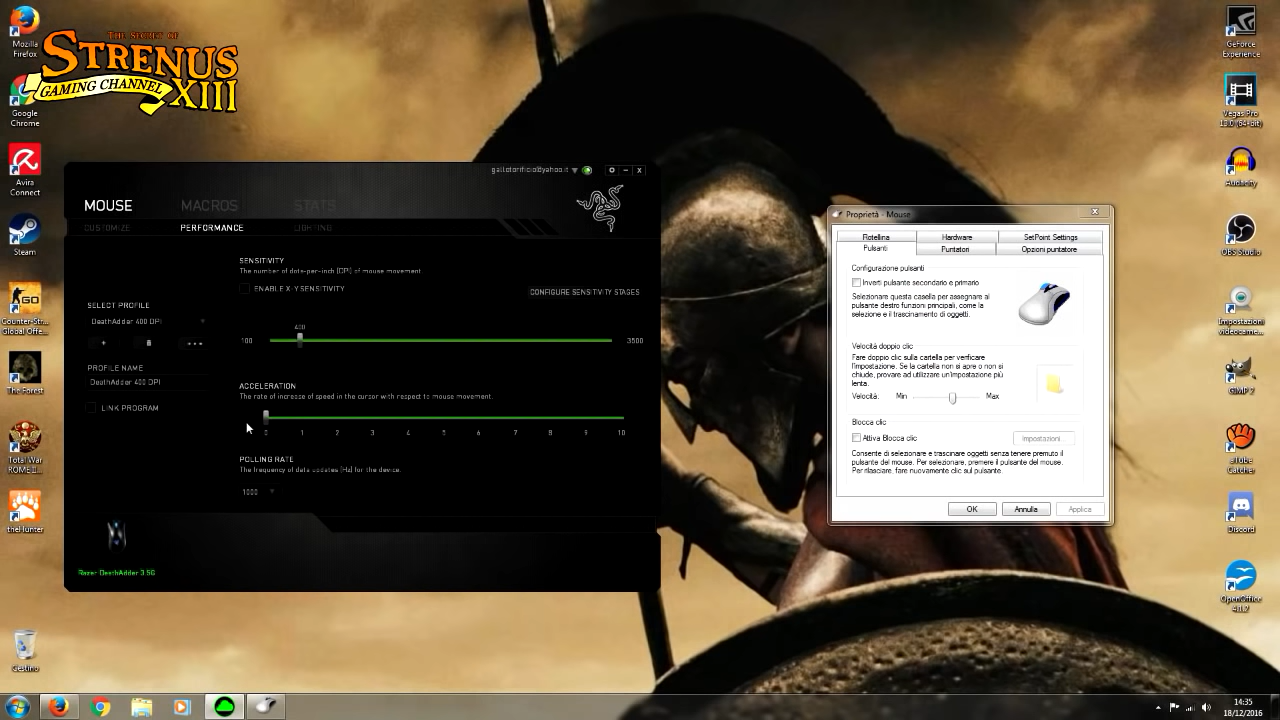 Mozilla
Firefox
Google
Chrome
Avira
Connect
Steam
Counter-Str...
Global Offe...
The Forest
Total War
ROME II...
theHunter
Cestino
THE SECRET OF
STRENUS
GAMING CHANNEL
XIII
gallotorificio@yahoo.it
MOUSE
MACROS
STATS
CUSTOMIZE
PERFORMANCE
LIGHTING
SELECT PROFILE
DeathAdder 400 DPI
PROFILE NAME
DeathAdder 400 DPI
LINK PROGRAM
SENSITIVITY
The number of dots-per-inch [DPI] of mouse movement.
ENABLE X-Y SENSITIVITY
CONFIGURE SENSITIVITY STAGES
400
100
3500
ACCELERATION
The rate of increase of speed in the cursor with respect to mouse movement.
0 1 2 3 4 5 6 7 8 9 10
POLLING RATE
The frequency of data updates [Hz] for the device.
1000
Razer DeathAdder 3.5G
Proprietà - Mouse
Rotellina
Hardware
SetPoint Settings
Pulsanti
Puntatori
Opzioni puntatore
Configurazione pulsanti
Inverti pulsante secondario e primario
Selezionare questa casella per assegnare al
pulsante destro funzioni principali, come la
selezione e il trascinamento di oggetti.
Velocità doppio clic
Fare doppio clic sulla cartella per verificare
l'impostazione. Se la cartella non si apre o non si
chiude, provare ad utilizzare un'impostazione più
lenta.
Velocità:
Min
Max
Blocca clic
Attiva Blocca clic
Impostazioni...
Consente di selezionare e trascinare oggetti senza tenere premuto il
pulsante del mouse. Per selezionare, premere il pulsante del mouse.
Per rilasciare, fare nuovamente clic sul pulsante.
OK
Annulla
Applica
GeForce
Experience
Vegas Pro
13.0 (64-bit)
Audacity
OBS Studio
Impostazioni
videocame...
GIMP 2
aTube
Catcher
Discord
OpenOffice
4.1.2
14:35
18/12/2016